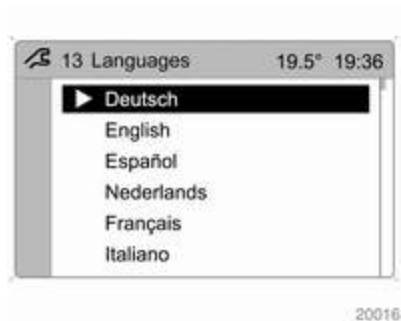 13 Languages 19.5° 19:36
Deutsch
English
Español
Nederlands
Français
Italiano
20016